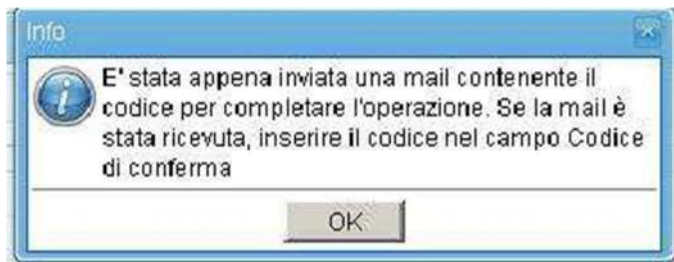 Info
E' stata appena inviata una mail contenente il
codice per completare l'operazione. Se la mail è
stata ricevuta, inserire il codice nel campo Codice
di conferma
OK